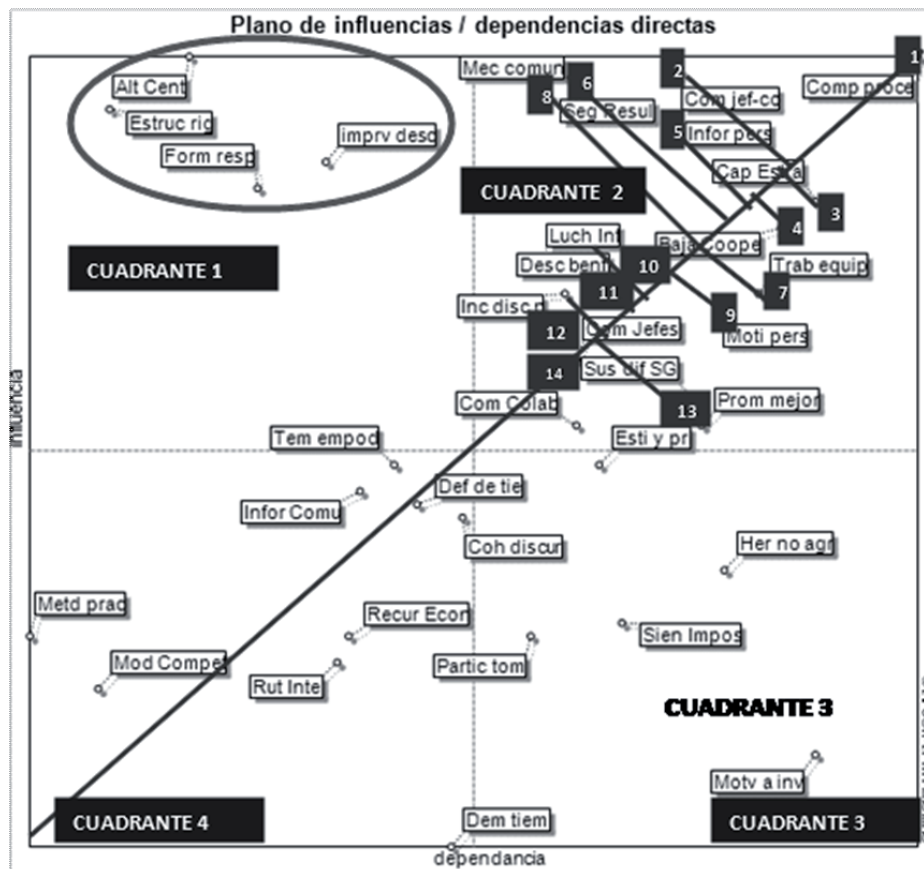 Plano de influencias / dependencias directas
Mec comun
Alt Cent
Comp proce
Seg Resul
Com jef-co
Estruc rig
imprv desc
Infor pers
Form resp
Cap Estra
1
2
3
4
5
6
7
8
9
10
11
12
13
14
CUADRANTE 2
CUADRANTE 1
Luch Int
Baja Coope
Desc benf
Trab equip
Inc disc.p
Com Jefes
Moti pers
Sus dif SG
Com Colab
Prom mejor
influencia
Tem empod
Esti y pr
Infor Comu
Def de tie
Coh discur
Her no agr
Metd prac
Recur Econ
Sien Impos
Mod Compet
Rut Inte
Partic tom
CUADRANTE 3
Motv a inv
CUADRANTE 4
Dem tiem
CUADRANTE 3
dependancia